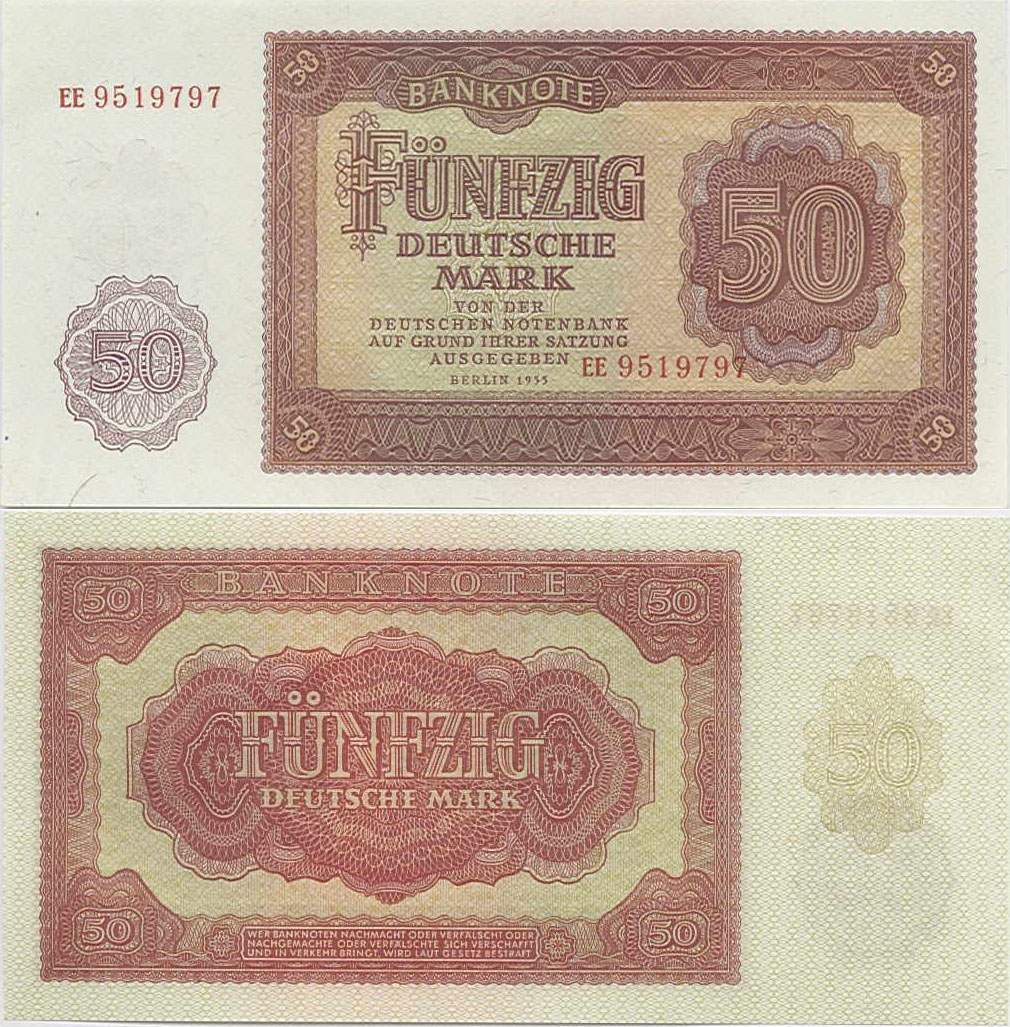 50
50
BANKNOTE
EE 9519797
FÜNFZIG
50
DEUTSCHE
MARK
VON DER
DEUTSCHEN NOTENBANK
AUF GRUND IHRER SATZUNG
AUSGEGEBEN
EE 9519797
BERLIN 1955
50
50
50
BANKNOTE
50
50
FÜNFZIG
50
DEUTSCHE MARK
50
50
WER BANKNOTEN NACHMACHT ODER VERFÄLSCHT ODER
NACHGEMACHTE ODER VERFÄLSCHTE SICH VERSCHAFFT
UND IN VERKEHR BRINGT, WIRD LAUT GESETZ BESTRAFT